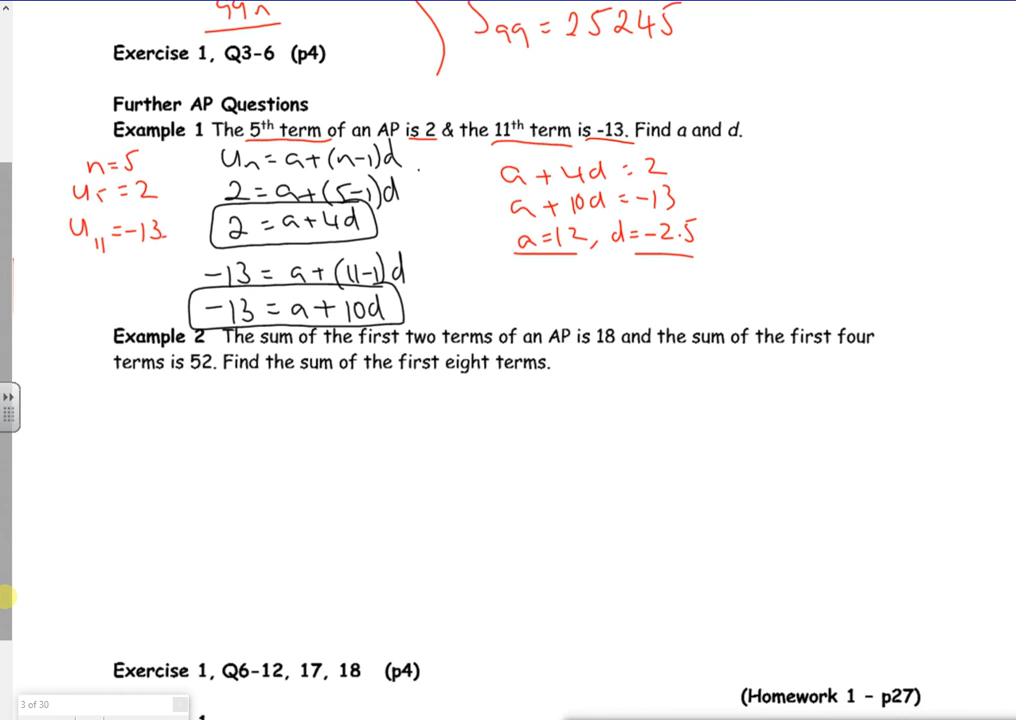 99
S₉₉ = 25245
Exercise 1, Q3-6 (p4)
Further AP Questions
Example 1 The 5th term of an AP is 2 & the 11th term is -13. Find a and d.
n=5
u₅ = 2
u₁₁ = -13
Uₙ = a+(n-1)d
2 = a+(5-1)d
2 = a+4d
-13 = a+(11-1)d
-13 = a+10d
a + 4d = 2
a + 10d = -13
a=12, d=-2.5
Example 2 The sum of the first two terms of an AP is 18 and the sum of the first four
terms is 52. Find the sum of the first eight terms.
Exercise 1, Q6-12, 17, 18 (p4)
(Homework 1 - p27)
3 of 30